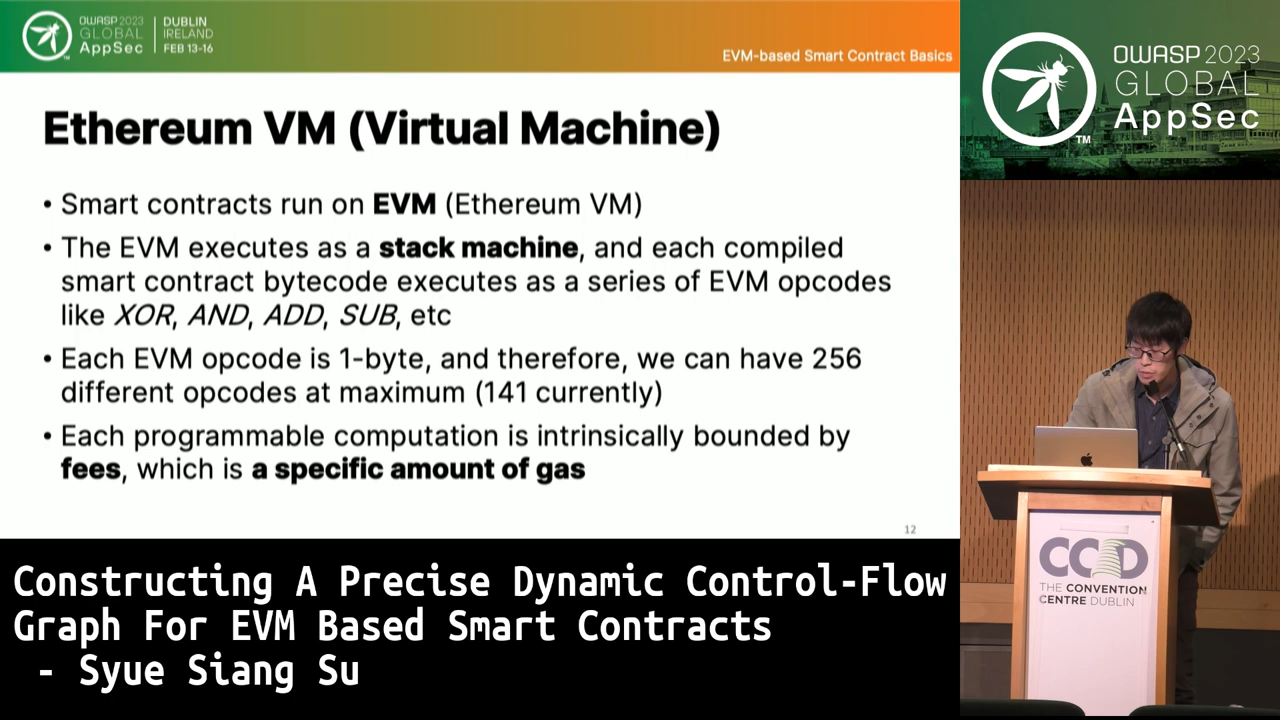 OWASP 2023
GLOBAL
AppSec
TM
DUBLIN
IRELAND
FEB 13-16
EVM-based Smart Contract Basics
Ethereum VM (Virtual Machine)
• Smart contracts run on EVM (Ethereum VM)
• The EVM executes as a stack machine, and each compiled
smart contract bytecode executes as a series of EVM opcodes
like XOR, AND, ADD, SUB, etc
• Each EVM opcode is 1-byte, and therefore, we can have 256
different opcodes at maximum (141 currently)
• Each programmable computation is intrinsically bounded by
fees, which is a specific amount of gas
12
OWASP 2023
GLOBAL
AppSec
TM
CCD
THE CONVENTION
CENTRE DUBLIN
Constructing A Precise Dynamic Control-Flow
Graph For EVM Based Smart Contracts
- Syue Siang Su